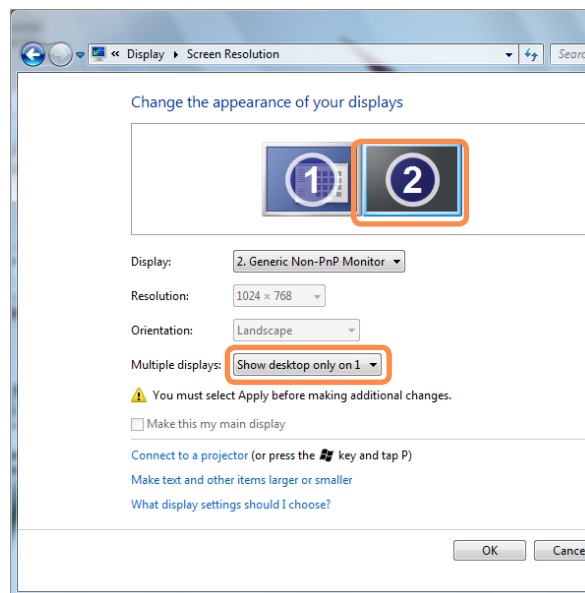 « Display ▸ Screen Resolution
Change the appearance of your displays
1 2
Display: 2. Generic Non-PnP Monitor
Resolution: 1024 × 768
Orientation: Landscape
Multiple displays: Show desktop only on 1
You must select Apply before making additional changes.
Make this my main display
Connect to a projector (or press the key and tap P)
Make text and other items larger or smaller
What display settings should I choose?
OK Cance